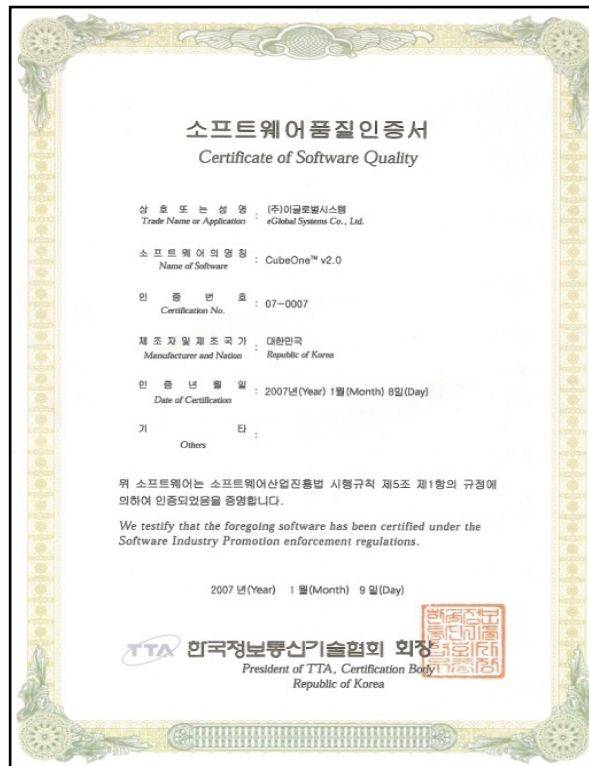 소프트웨어품질인증서
Certificate of Software Quality
상 호 또 는 성 명 : (주)이글로벌시스템
Trade Name or Application eGlobal Systems Co., Ltd.
소 프 트 웨 어 의 명 칭 : CubeOne™ v2.0
Name of Software
인 증 번 호 : 07-0007
Certification No.
제 조 자 및 제 조 국 가 : 대한민국
Manufacturer and Nation Republic of Korea
인 증 년 월 일 : 2007년(Year) 1월(Month) 8일(Day)
Date of Certification
기 타 :
Others
위 소프트웨어는 소프트웨어산업진흥법 시행규칙 제5조 제1항의 규정에
의하여 인증되었음을 증명합니다.
We testify that the foregoing software has been certified under the
Software Industry Promotion enforcement regulations.
2007 년(Year) 1 월(Month) 9 일(Day)
TTA 한국정보통신기술협회 회장
President of TTA, Certification Body
Republic of Korea